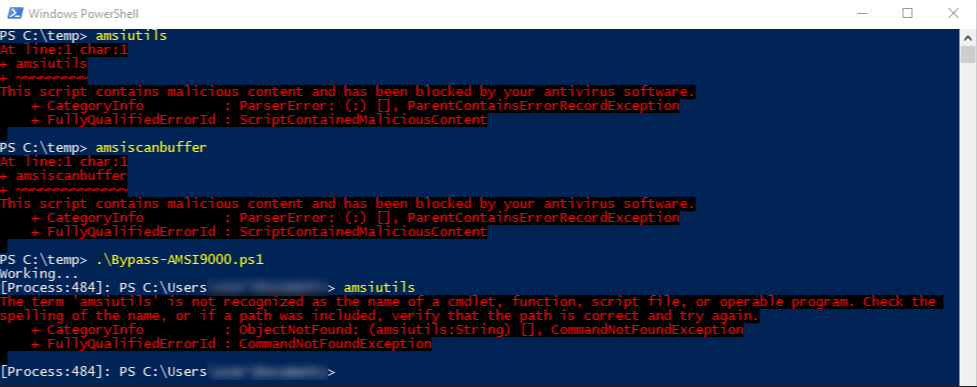 Windows PowerShell
PS C:\temp> amsiutils
At line:1 char:1
+ amsiutils
+ ~~~~~~~~~
This script contains malicious content and has been blocked by your antivirus software.
    + CategoryInfo          : ParserError: (:) [], ParentContainsErrorRecordException
    + FullyQualifiedErrorId : ScriptContainedMaliciousContent
PS C:\temp> amsiscanbuffer
At line:1 char:1
+ amsiscanbuffer
+ ~~~~~~~~~~~~~~
This script contains malicious content and has been blocked by your antivirus software.
    + CategoryInfo          : ParserError: (:) [], ParentContainsErrorRecordException
    + FullyQualifiedErrorId : ScriptContainedMaliciousContent
PS C:\temp> .\Bypass-AMSI9000.ps1
Working...
[Process:484]: PS C:\Users > amsiutils
The term 'amsiutils' is not recognized as the name of a cmdlet, function, script file, or operable program. Check the
spelling of the name, or if a path was included, verify that the path is correct and try again.
    + CategoryInfo          : ObjectNotFound: (amsiutils:String) [], CommandNotFoundException
    + FullyQualifiedErrorId : CommandNotFoundException
[Process:484]: PS C:\Users >